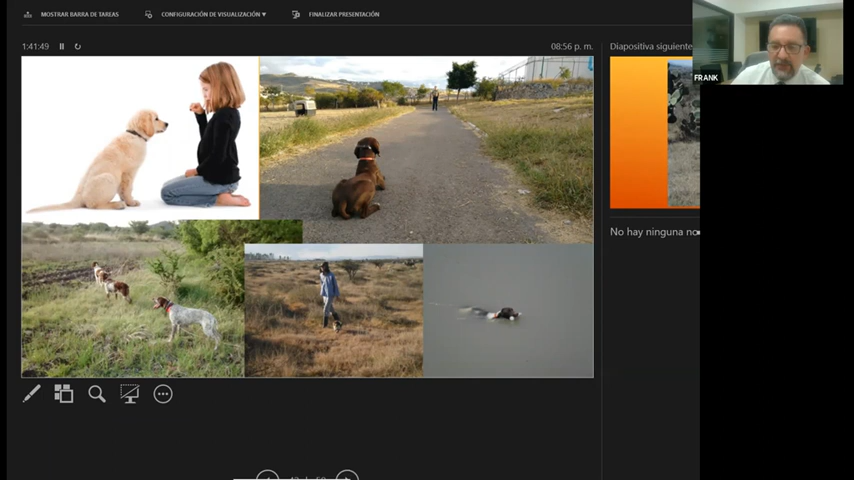 MOSTRAR BARRA DE TAREAS
CONFIGURACIÓN DE VISUALIZACIÓN ▾
FINALIZAR PRESENTACIÓN
FRANK
1:41:49
08:56 p. m.
Diapositiva siguiente
No hay ninguna no